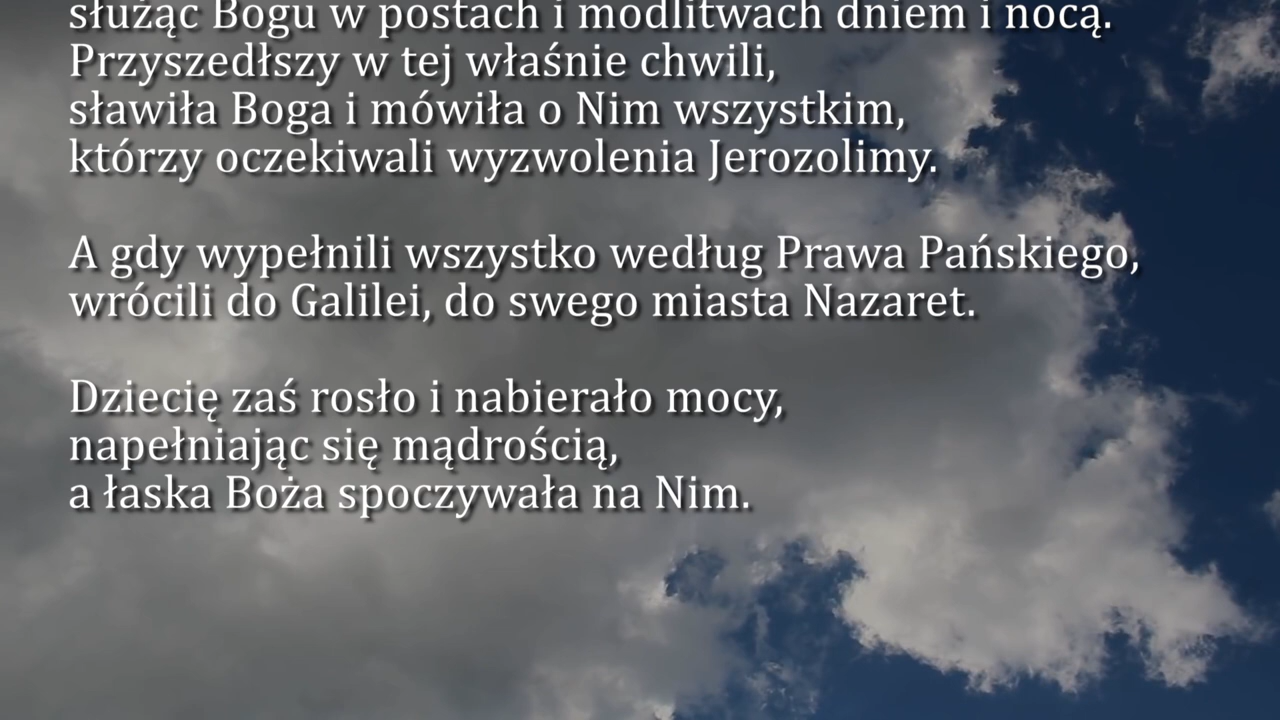 służąc Bogu w postach i modlitwach dniem i nocą.
Przyszedłszy w tej właśnie chwili,
sławiła Boga i mówiła o Nim wszystkim,
którzy oczekiwali wyzwolenia Jerozolimy.
A gdy wypełnili wszystko według Prawa Pańskiego,
wrócili do Galilei, do swego miasta Nazaret.
Dziecię zaś rosło i nabierało mocy,
napełniając się mądrością,
a łaska Boża spoczywała na Nim.